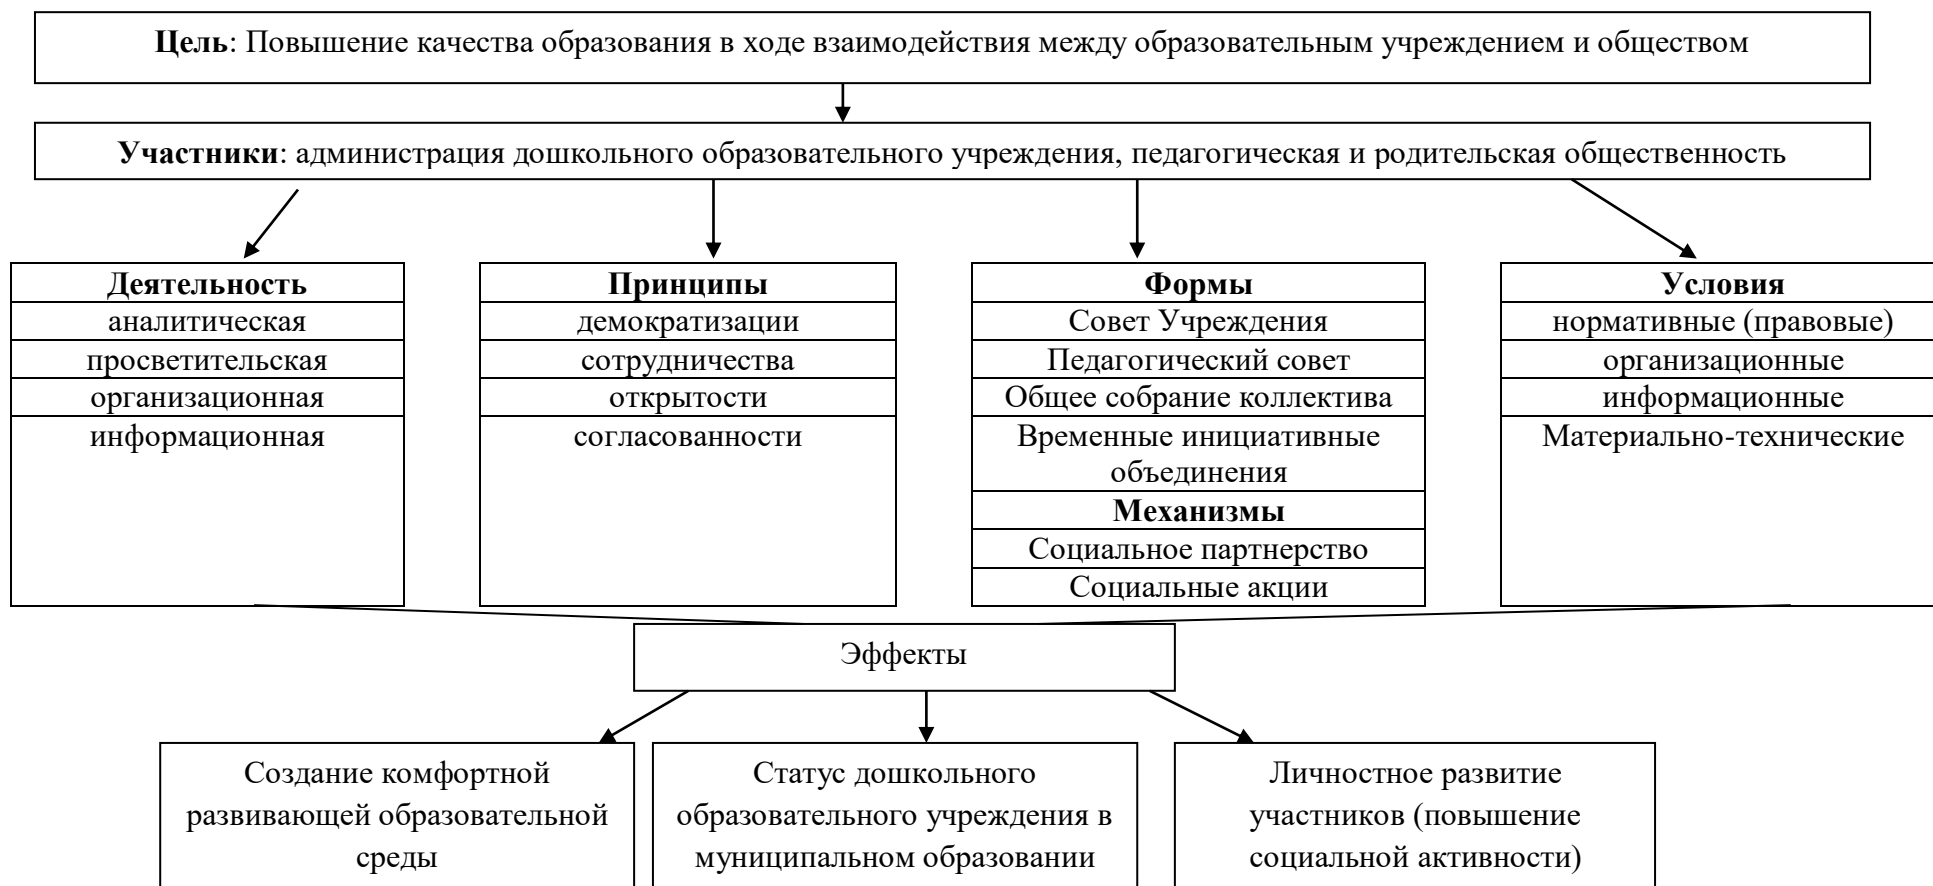 Цель: Повышение качества образования в ходе взаимодействия между образовательным учреждением и обществом
Участники: администрация дошкольного образовательного учреждения, педагогическая и родительская общественность
Деятельность
аналитическая
просветительская
организационная
информационная
Принципы
демократизации
сотрудничества
открытости
согласованности
Формы
Совет Учреждения
Педагогический совет
Общее собрание коллектива
Временные инициативные
объединения
Механизмы
Социальное партнерство
Социальные акции
Условия
нормативные (правовые)
организационные
информационные
Материально-технические
Эффекты
Создание комфортной
развивающей образовательной
среды
Статус дошкольного
образовательного учреждения в
муниципальном образовании
Личностное развитие
участников (повышение
социальной активности)